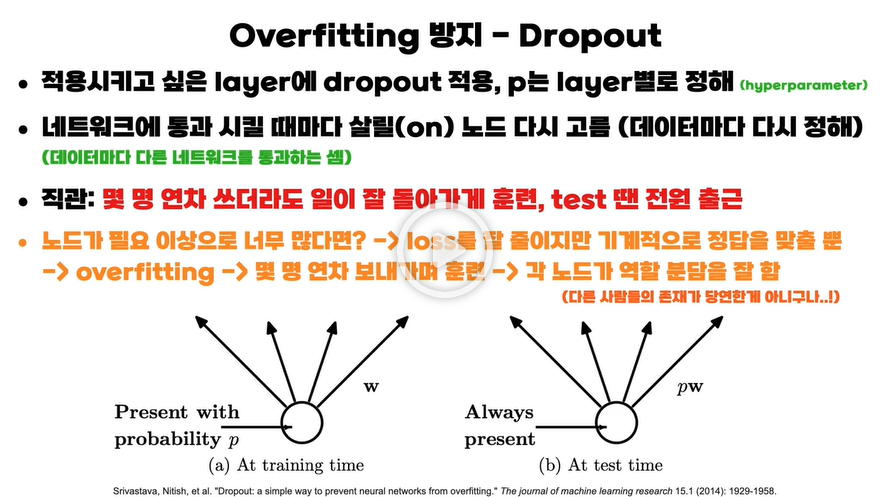 Overfitting 방지 - Dropout
• 적용시키고 싶은 layer에 dropout 적용, p는 layer별로 정해 (hyperparameter)
• 네트워크에 통과 시킬 때마다 살릴(on) 노드 다시 고름 (데이터마다 다시 정해)
(데이터마다 다른 네트워크를 통과하는 셈)
• 직관: 몇 명 연차 쓰더라도 일이 잘 돌아가게 훈련, test 땐 전원 출근
• 노드가 필요 이상으로 너무 많다면? -> loss를 잘 줄이지만 기계적으로 정답을 맞출 뿐
-> overfitting -> 몇 명 연차 보내가며 훈련 -> 각 노드가 역할 분담을 잘 함
(다른 사람들의 존재가 당연한게 아니구나..!)
w
pw
Present with
probability p
Always
present
(a) At training time
(b) At test time
Srivastava, Nitish, et al. "Dropout: a simple way to prevent neural networks from overfitting." The journal of machine learning research 15.1 (2014): 1929-1958.